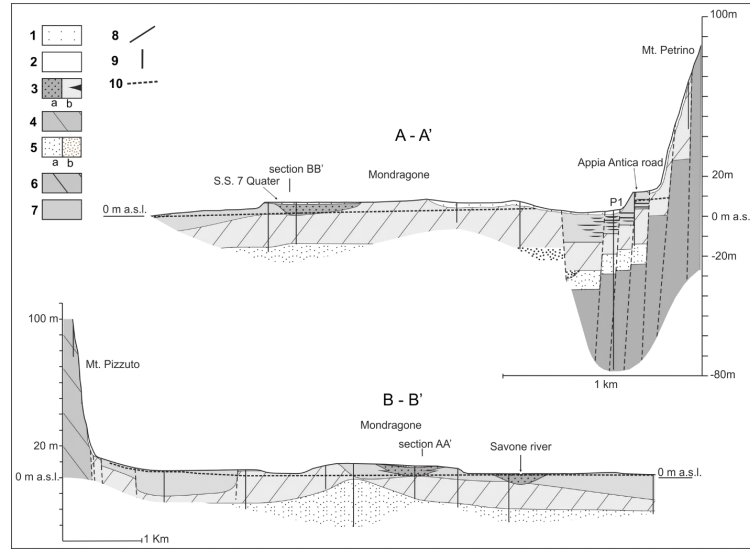 1
2
3
a b
4
5
a b
6
7
8
9
10
100m
Mt. Petrino
A - A’
section BB’
S.S. 7 Quater
Mondragone
Appia Antica road
20m
P1
0 m a.s.l.
0 m a.s.l.
-20m
-80m
1 km
100 m
Mt. Pizzuto
B - B’
Mondragone
section AA’
Savone river
20 m
0 m a.s.l.
0 m a.s.l.
1 Km